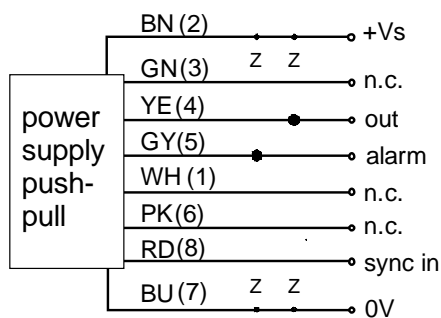 BN (2) +Vs
Z Z
GN (3) n.c.
YE (4) out
GY (5) alarm
WH (1) n.c.
PK (6) n.c.
RD (8) sync in
Z Z
BU (7) 0V
power
supply
push-
pull